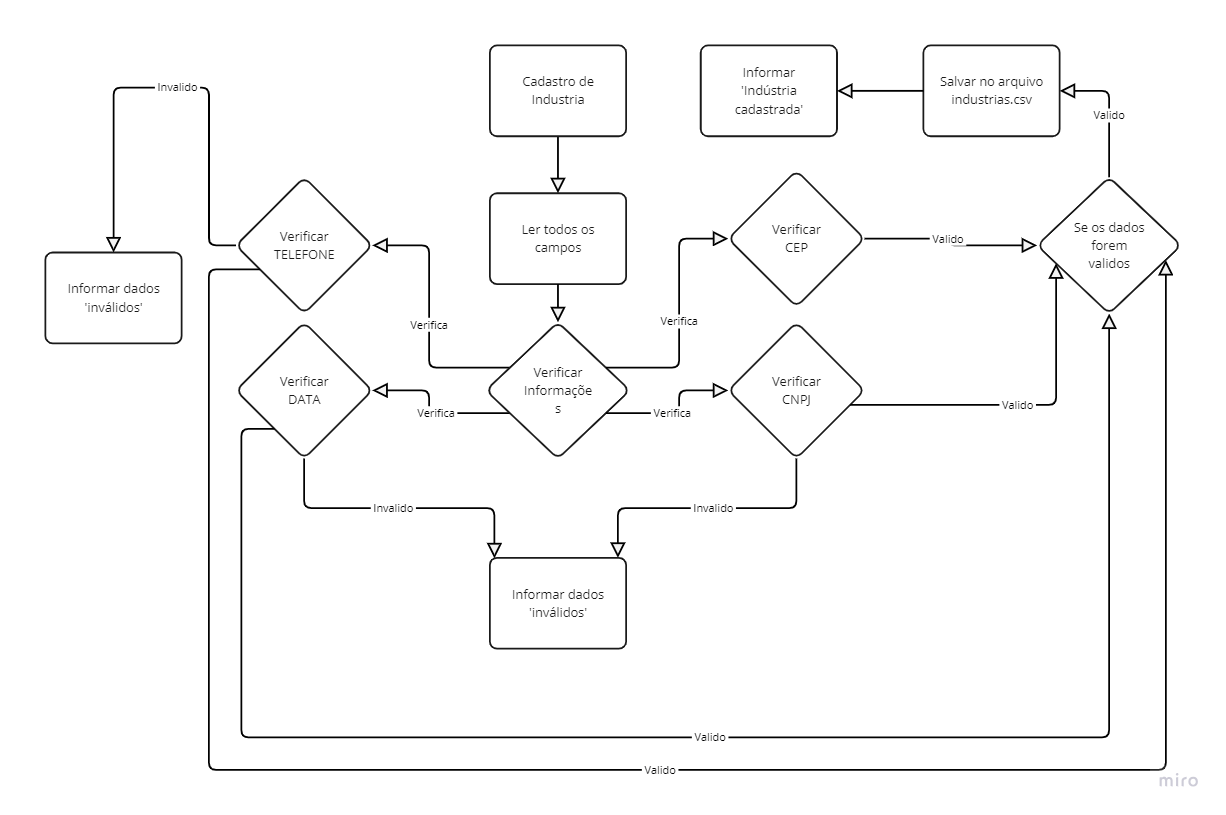 Cadastro de
Industria
Informar
'Indústria
cadastrada'
Salvar no arquivo
industrias.csv
Invalido
Valido
Verificar
TELEFONE
Ler todos os
campos
Verificar
CEP
Valido
Se os dados
forem
validos
Informar dados
'inválidos'
Verifica
Verifica
Verificar
DATA
Verificar
Informaçõe
s
Verificar
CNPJ
Verifica
Verifica
Valido
Invalido
Invalido
Informar dados
'inválidos'
Valido
Valido
miro